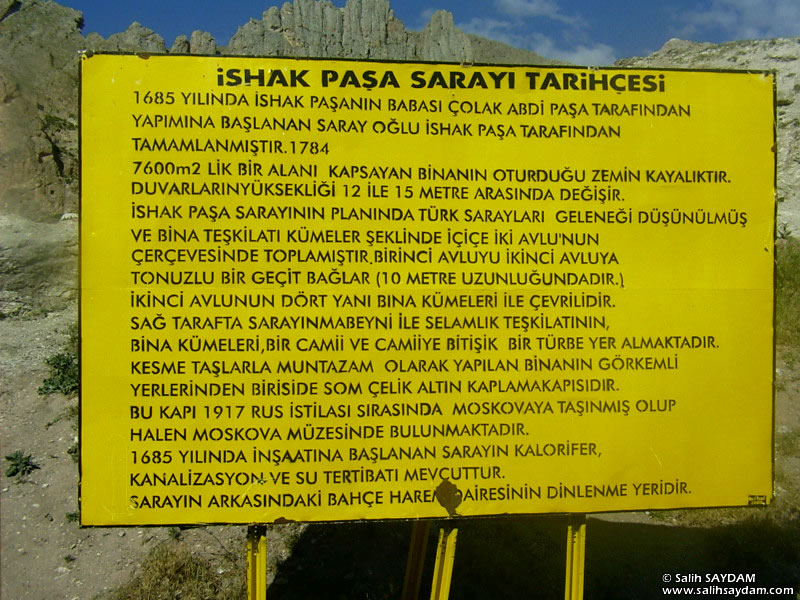 İSHAK PAŞA SARAYI TARİHÇESİ
1685 YILINDA İSHAK PAŞANIN BABASI ÇOLAK ABDİ PAŞA TARAFINDAN
YAPIMINA BAŞLANAN SARAY OĞLU İSHAK PAŞA TARAFINDAN
TAMAMLANMIŞTIR.1784
7600m2 LİK BİR ALANI KAPSAYAN BİNANIN OTURDUĞU ZEMİN KAYALIKTIR.
DUVARLARINYÜKSEKLİĞİ 12 İLE 15 METRE ARASINDA DEĞİŞİR.
İSHAK PAŞA SARAYININ PLANINDA TÜRK SARAYLARI GELENEĞİ DÜŞÜNÜLMÜŞ
VE BİNA TEŞKİLATI KÜMELER ŞEKLİNDE İÇİÇE İKİ AVLU'NUN
ÇERÇEVESİNDE TOPLAMIŞTIR,BİRİNCİ AVLUYU İKİNCİ AVLUYA
TONUZLU BİR GEÇİT BAĞLAR (10 METRE UZUNLUĞUNDADIR.)
İKİNCİ AVLUNUN DÖRT YANI BINA KÜMELERİ İLE ÇEVRİLİDİR.
SAĞ TARAFTA SARAYINMABEYNİ İLE SELAMLIK TEŞKİLATININ,
BİNA KÜMELERİ,BİR CAMİİ VE CAMİİYE BİTİŞİK BİR TÜRBE YER ALMAKTADIR.
KESME TAŞLARLA MUNTAZAM OLARAK YAPILAN BİNANIN GÖRKEMLİ
YERLERİNDEN BİRİSİDE SOM ÇELİK ALTIN KAPLAMAKAPISIDIR.
BU KAPI 1917 RUS İSTİLASI SIRASINDA MOSKOVAYA TAŞINMIŞ OLUP
HALEN MOSKOVA MÜZESİNDE BULUNMAKTADIR.
1685 YILINDA İNŞAATINA BAŞLANAN SARAYIN KALORİFER,
KANALİZASYON VE SU TERTİBATI MEVCUTTUR.
SARAYIN ARKASINDAKİ BAHÇE HAREM DAİRESİNİN DİNLENME YERİDİR.
© Salih SAYDAM
www.salihsaydam.com